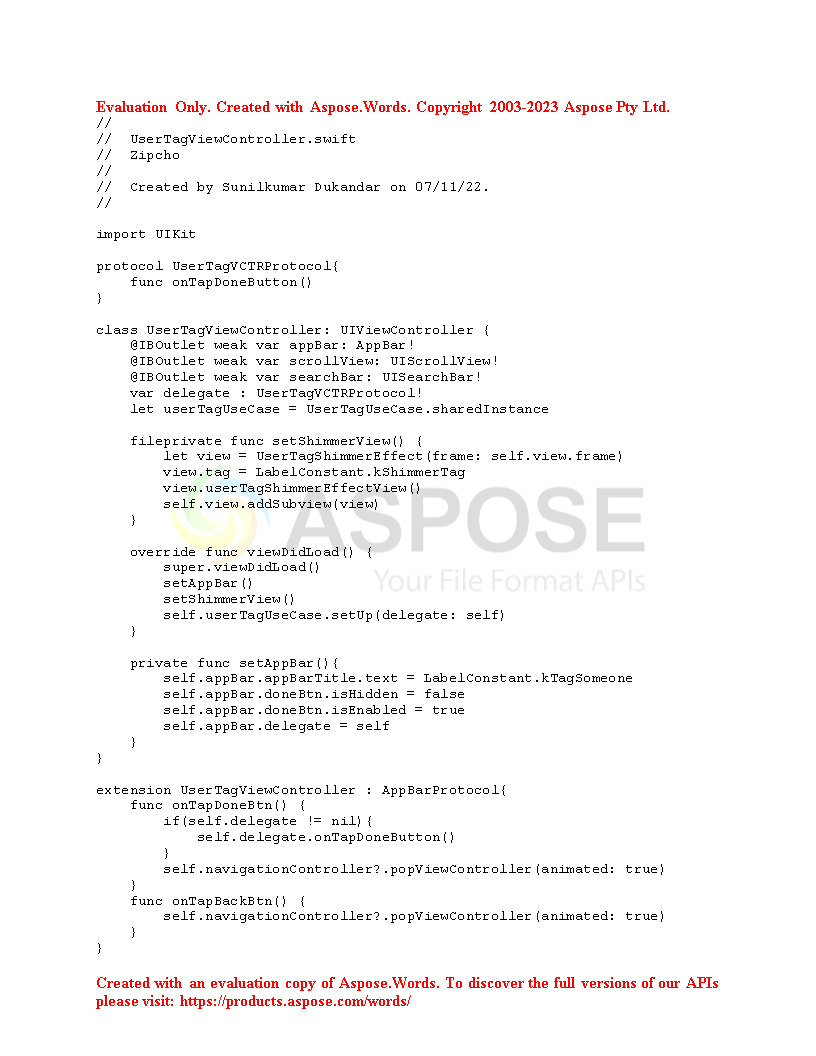 Evaluation Only. Created with Aspose.Words. Copyright 2003-2023 Aspose Pty Ltd.
//
//  UserTagViewController.swift
//  Zipcho
//
//  Created by Sunilkumar Dukandar on 07/11/22.
//

import UIKit

protocol UserTagVCTRProtocol{
    func onTapDoneButton()
}

class UserTagViewController: UIViewController {
    @IBOutlet weak var appBar: AppBar!
    @IBOutlet weak var scrollView: UIScrollView!
    @IBOutlet weak var searchBar: UISearchBar!
    var delegate : UserTagVCTRProtocol!
    let userTagUseCase = UserTagUseCase.sharedInstance

    fileprivate func setShimmerView() {
        let view = UserTagShimmerEffect(frame: self.view.frame)
        view.tag = LabelConstant.kShimmerTag
        view.userTagShimmerEffectView()
        self.view.addSubview(view)
    }
ASPOSE
Your File Format APIs

    override func viewDidLoad() {
        super.viewDidLoad()
        setAppBar()
        setShimmerView()
        self.userTagUseCase.setUp(delegate: self)
    }

    private func setAppBar(){
        self.appBar.appBarTitle.text = LabelConstant.kTagSomeone
        self.appBar.doneBtn.isHidden = false
        self.appBar.doneBtn.isEnabled = true
        self.appBar.delegate = self
    }
}

extension UserTagViewController : AppBarProtocol{
    func onTapDoneBtn() {
        if(self.delegate != nil){
            self.delegate.onTapDoneButton()
        }
        self.navigationController?.popViewController(animated: true)
    }
    func onTapBackBtn() {
        self.navigationController?.popViewController(animated: true)
    }
}

Created with an evaluation copy of Aspose.Words. To discover the full versions of our APIs
please visit: https://products.aspose.com/words/